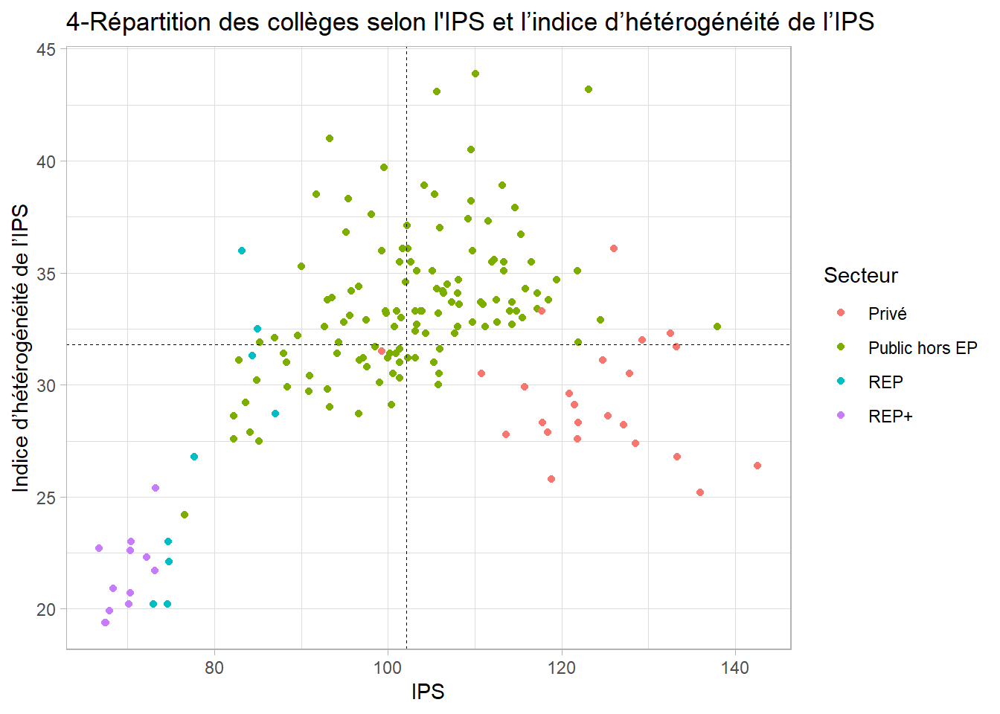 4-Répartition des collèges selon l'IPS et l’indice d’hétérogénéité de l’IPS
Indice d’hétérogénéité de l’IPS
45
40
35
30
25
20
80
100
120
140
IPS
Secteur
Privé
Public hors EP
REP
REP+